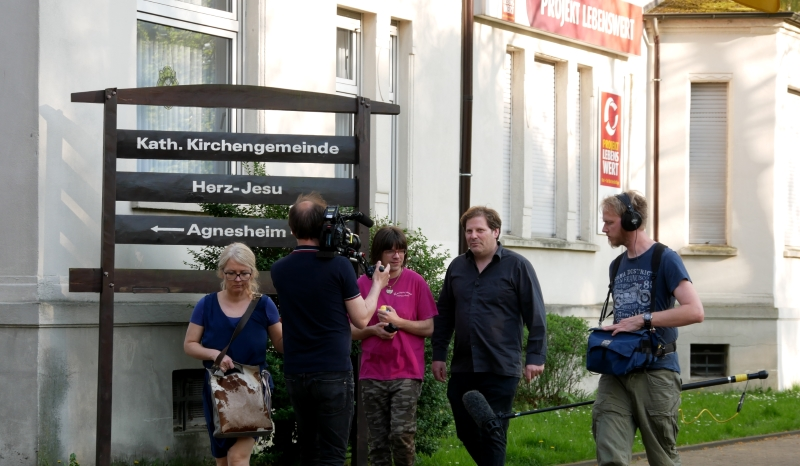 PROJEKT LEBENSWERT
Kath. Kirchengemeinde
Herz-Jesu
← Agnesheim
PROJEKT
LEBENS
WERT